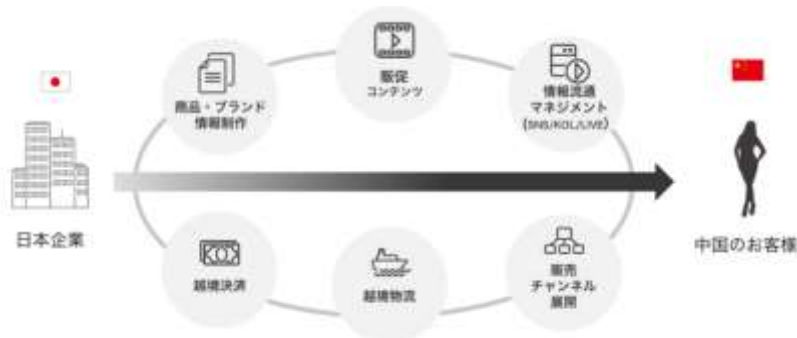 販促
コンテンツ
商品・ブランド
情報制作
情報流通
マネジメント
(SNS/KOL/LIVE)
日本企業
中国のお客様
越境決済
越境物流
販売
チャンネル
展開